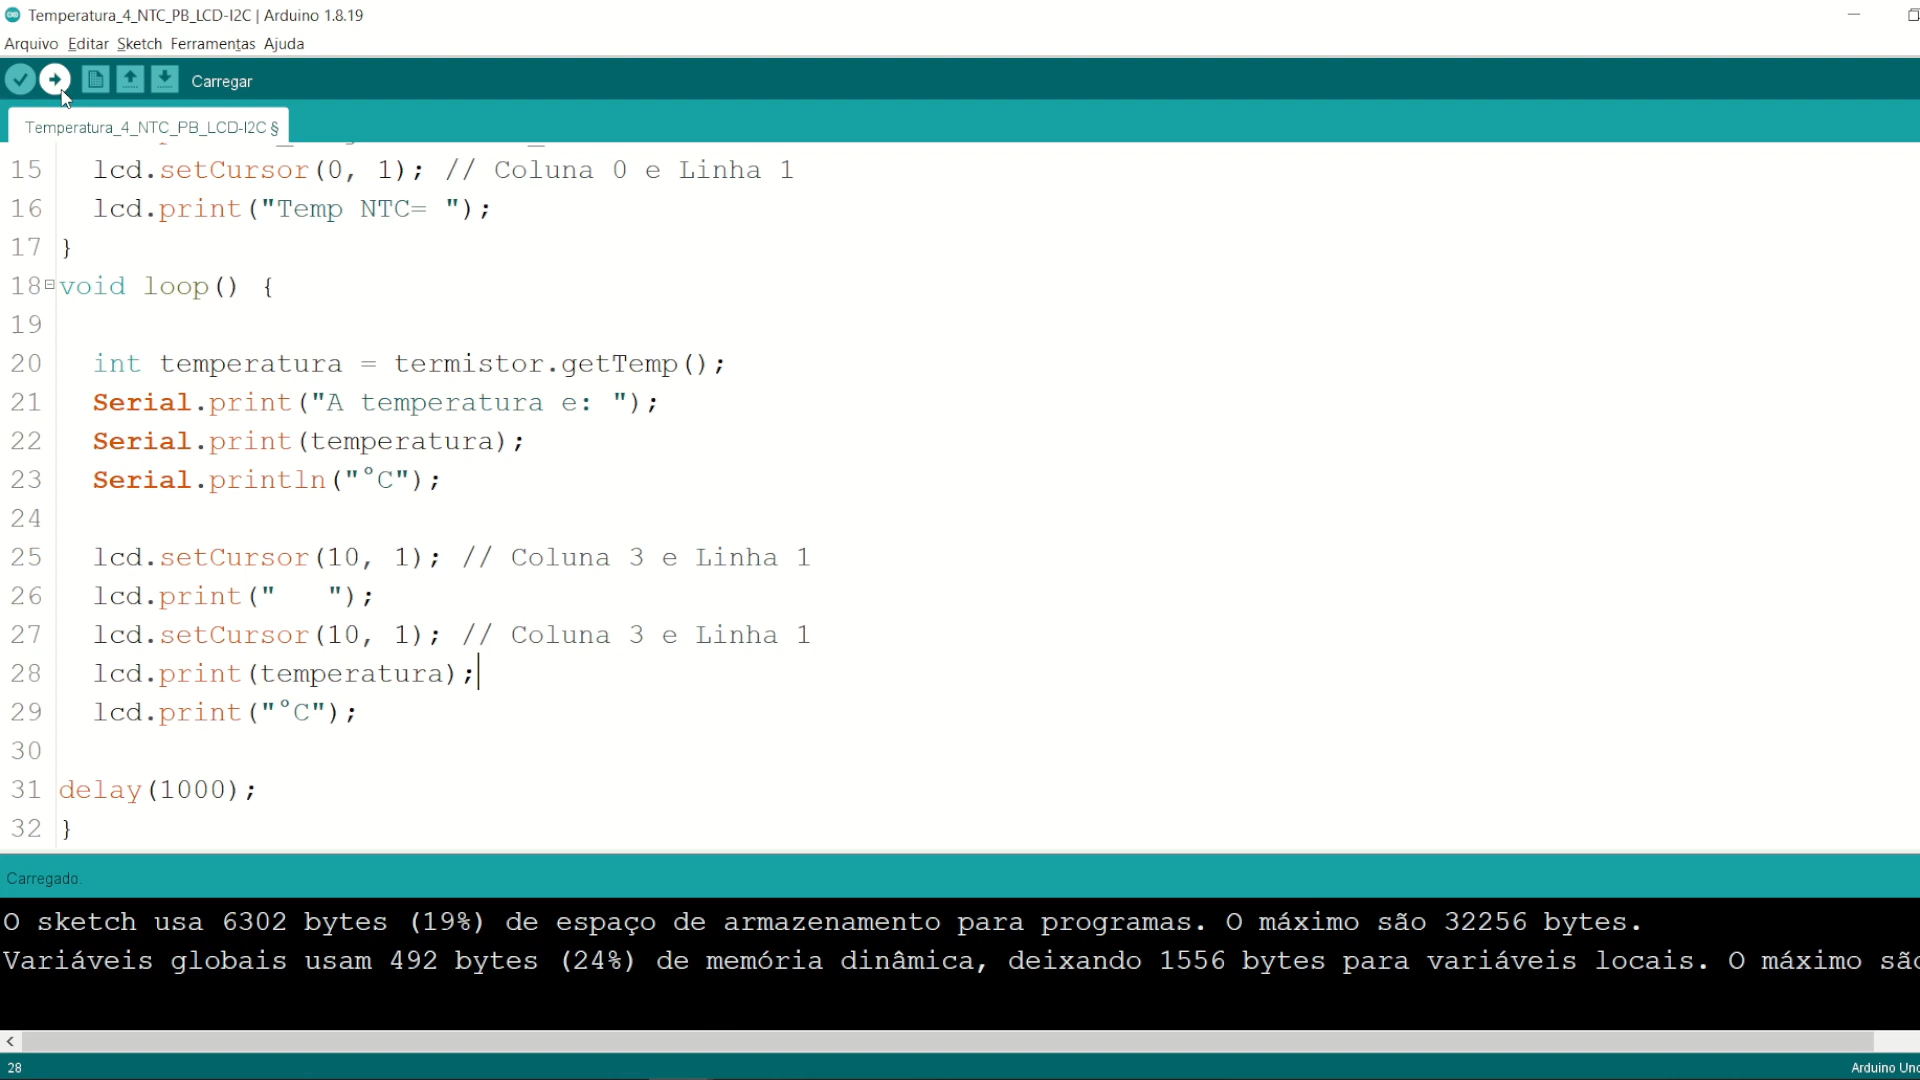 Temperatura_4_NTC_PB_LCD-I2C | Arduino 1.8.19
Arquivo Editar Sketch Ferramentas Ajuda
Carregar
Temperatura_4_NTC_PB_LCD-I2C §
15 lcd.setCursor(0, 1); // Coluna 0 e Linha 1
16 lcd.print("Temp NTC= ");
17 }
18 void loop() {
19
20 int temperatura = termistor.getTemp();
21 Serial.print("A temperatura e: ");
22 Serial.print(temperatura);
23 Serial.println("°C");
24
25 lcd.setCursor(10, 1); // Coluna 3 e Linha 1
26 lcd.print("   ");
27 lcd.setCursor(10, 1); // Coluna 3 e Linha 1
28 lcd.print(temperatura);
29 lcd.print("°C");
30
31 delay(1000);
32 }
Carregado.
O sketch usa 6302 bytes (19%) de espaço de armazenamento para programas. O máximo são 32256 bytes.
Variáveis globais usam 492 bytes (24%) de memória dinâmica, deixando 1556 bytes para variáveis locais. O máximo são
28
Arduino Uno